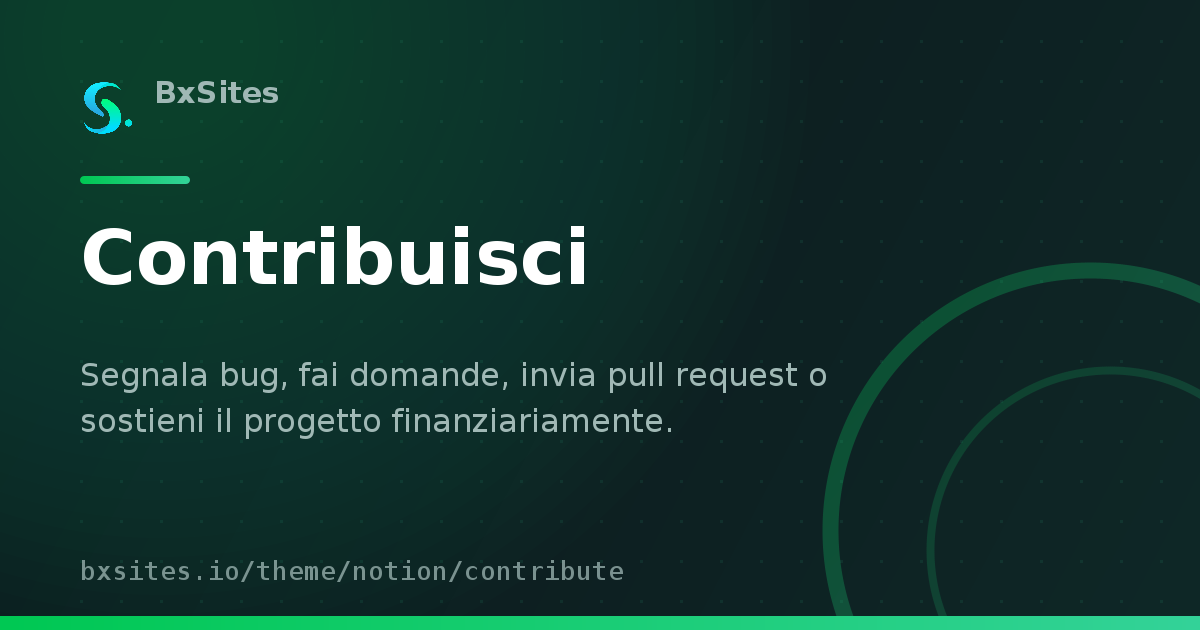 BxSites
Contribuisci
Segnala bug, fai domande, invia pull request o
sostieni il progetto finanziariamente.
bxsites.io/theme/notion/contribute